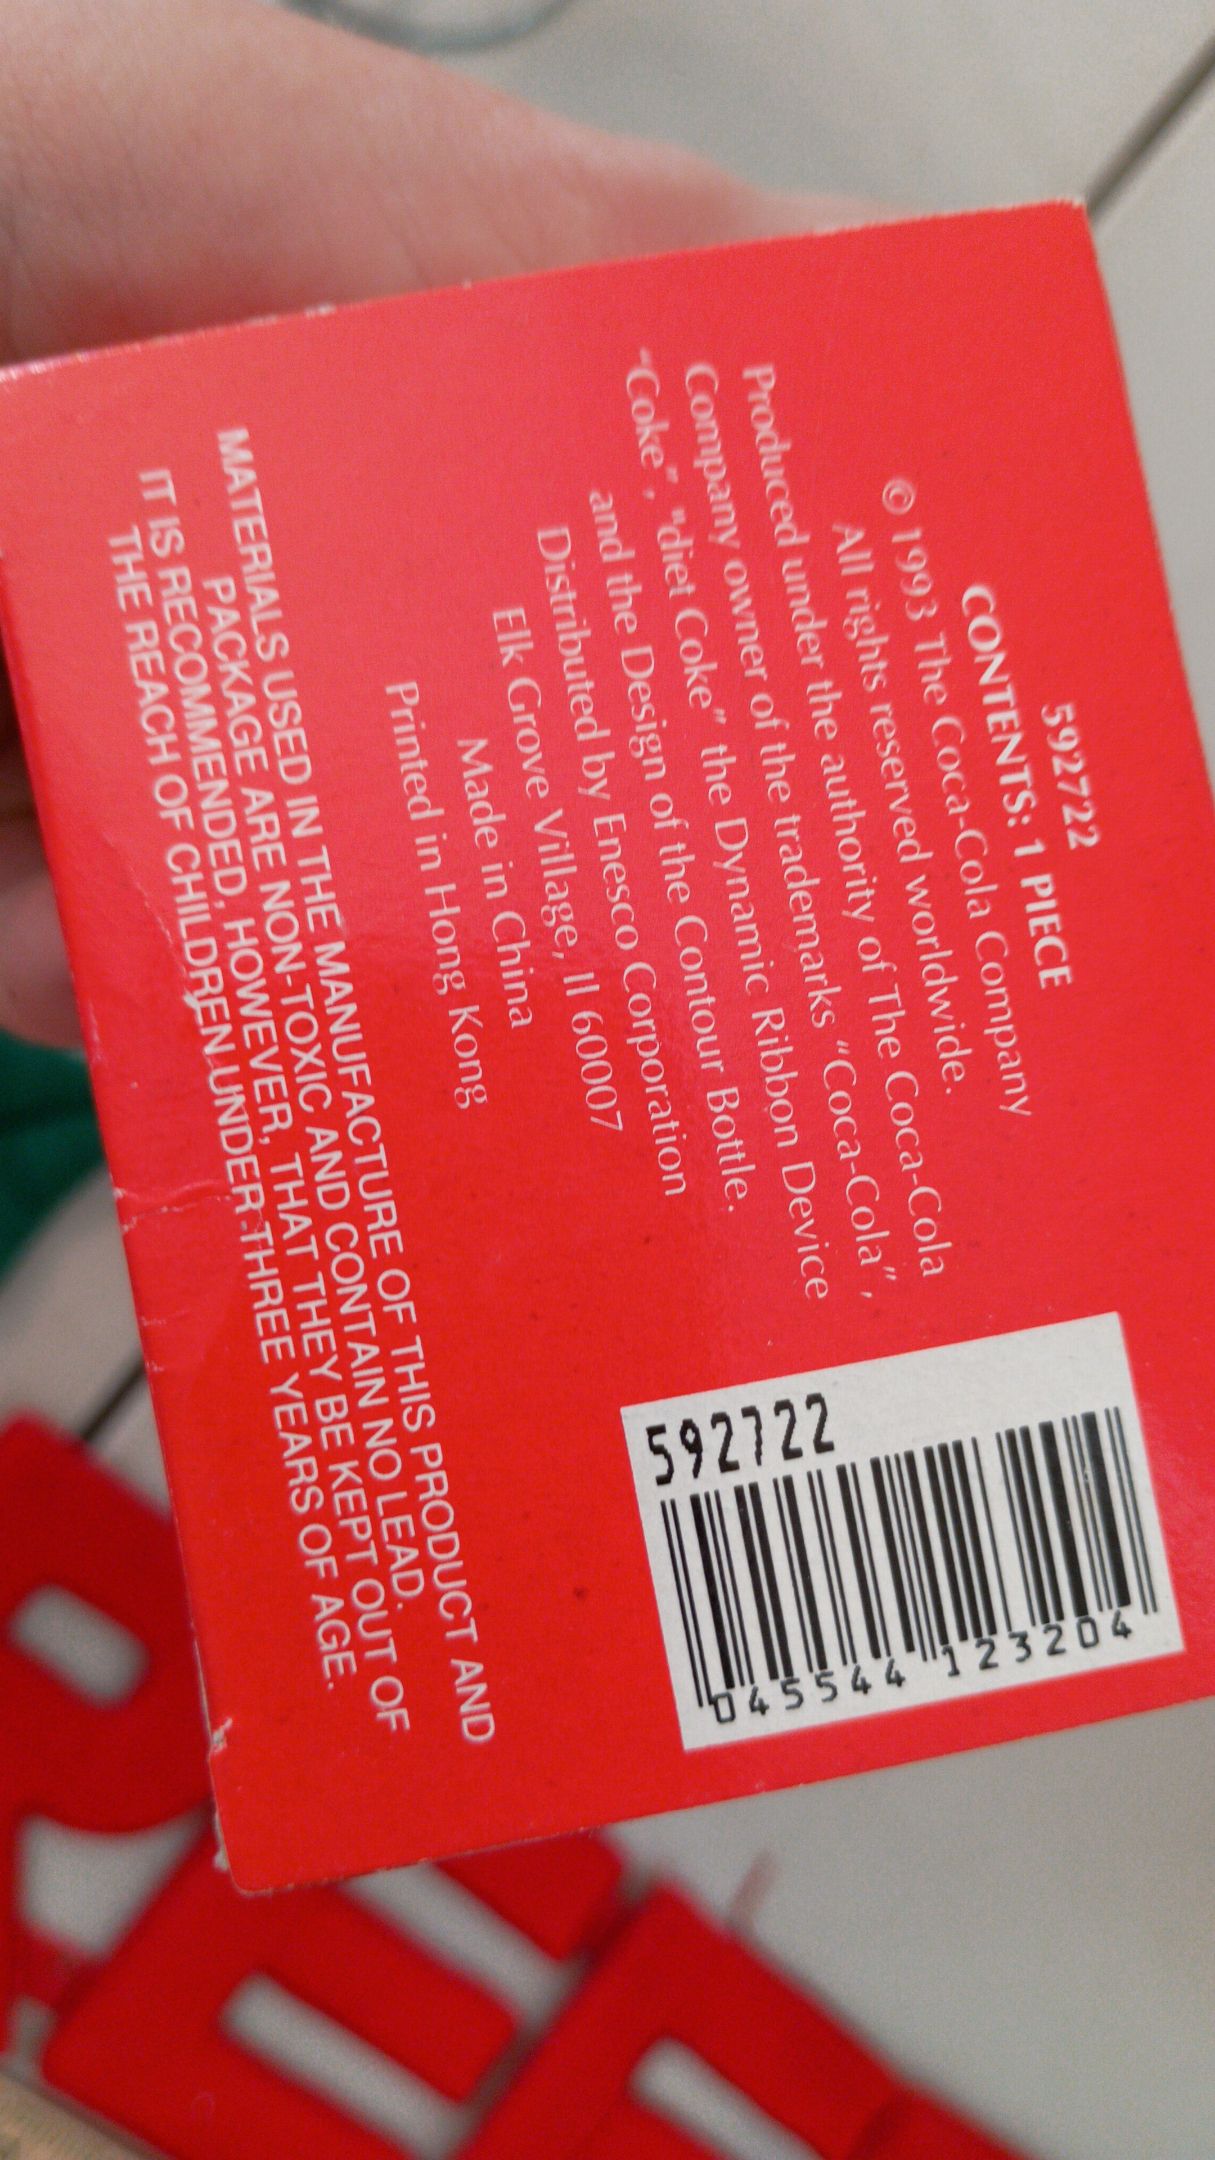 592722
CONTENTS: 1 PIECE
© 1993 The Coca-Cola Company
All rights reserved worldwide.
Produced under the authority of The Coca-Cola
Company owner of the trademarks "Coca-Cola",
"Coke", "diet Coke" the Dynamic Ribbon Device
and the Design of the Contour Bottle.
Distributed by Enesco Corporation
Elk Grove Village, Il 60007
Made in China
Printed in Hong Kong
MATERIALS USED IN THE MANUFACTURE OF THIS PRODUCT AND
PACKAGE ARE NON-TOXIC AND CONTAIN NO LEAD.
IT IS RECOMMENDED, HOWEVER, THAT THEY BE KEPT OUT OF
THE REACH OF CHILDREN UNDER THREE YEARS OF AGE.
592722
045544 123204